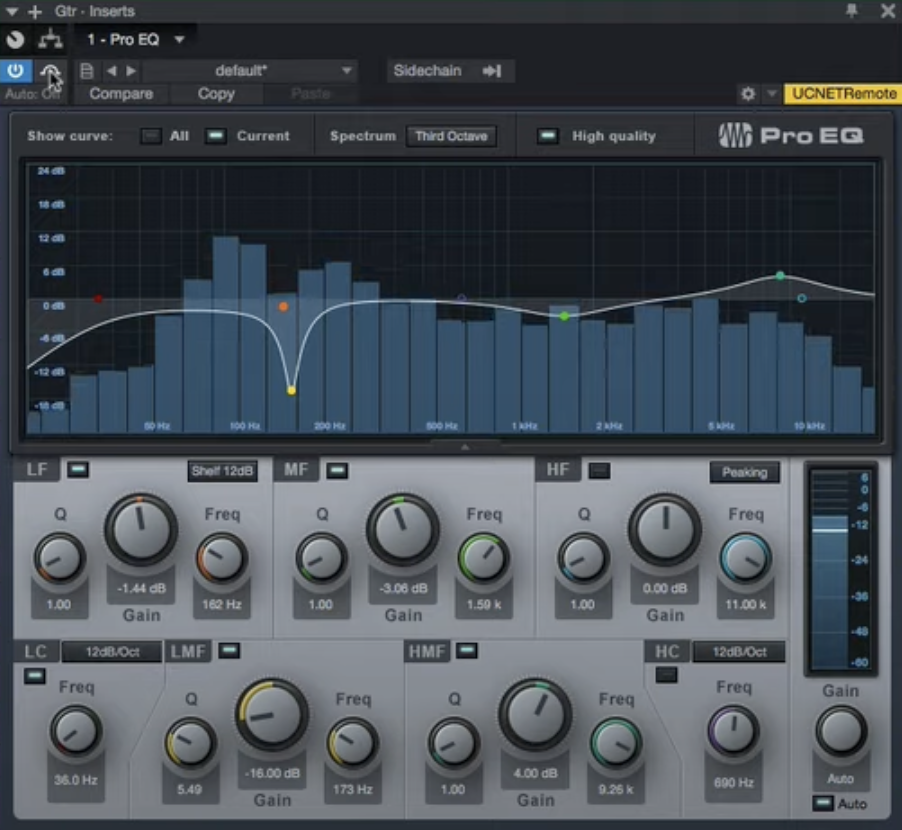 Gtr - Inserts
1 - Pro EQ
default*
Sidechain
Auto: Off
Compare
Copy
Paste
UCNETRemote
Show curve:
All
Current
Spectrum
Third Octave
High quality
Pro EQ
24 dB
18 dB
12 dB
6 dB
0 dB
-6 dB
-12 dB
-18 dB
50 Hz
100 Hz
200 Hz
500 Hz
1 kHz
2 kHz
5 kHz
10 kHz
LF
Shelf 12dB
Q
Freq
1.00
-1.44 dB
162 Hz
Gain
MF
Q
Freq
1.00
-3.06 dB
1.59 k
Gain
HF
Peaking
Q
Freq
1.00
0.00 dB
11.00 k
Gain
6
0
-6
-12
-24
-36
-48
-60
LC
12dB/Oct
Freq
36.0 Hz
LMF
Q
Freq
5.49
-16.00 dB
173 Hz
Gain
HMF
Q
Freq
1.00
4.00 dB
9.26 k
Gain
HC
12dB/Oct
Freq
690 Hz
Gain
Auto
Auto